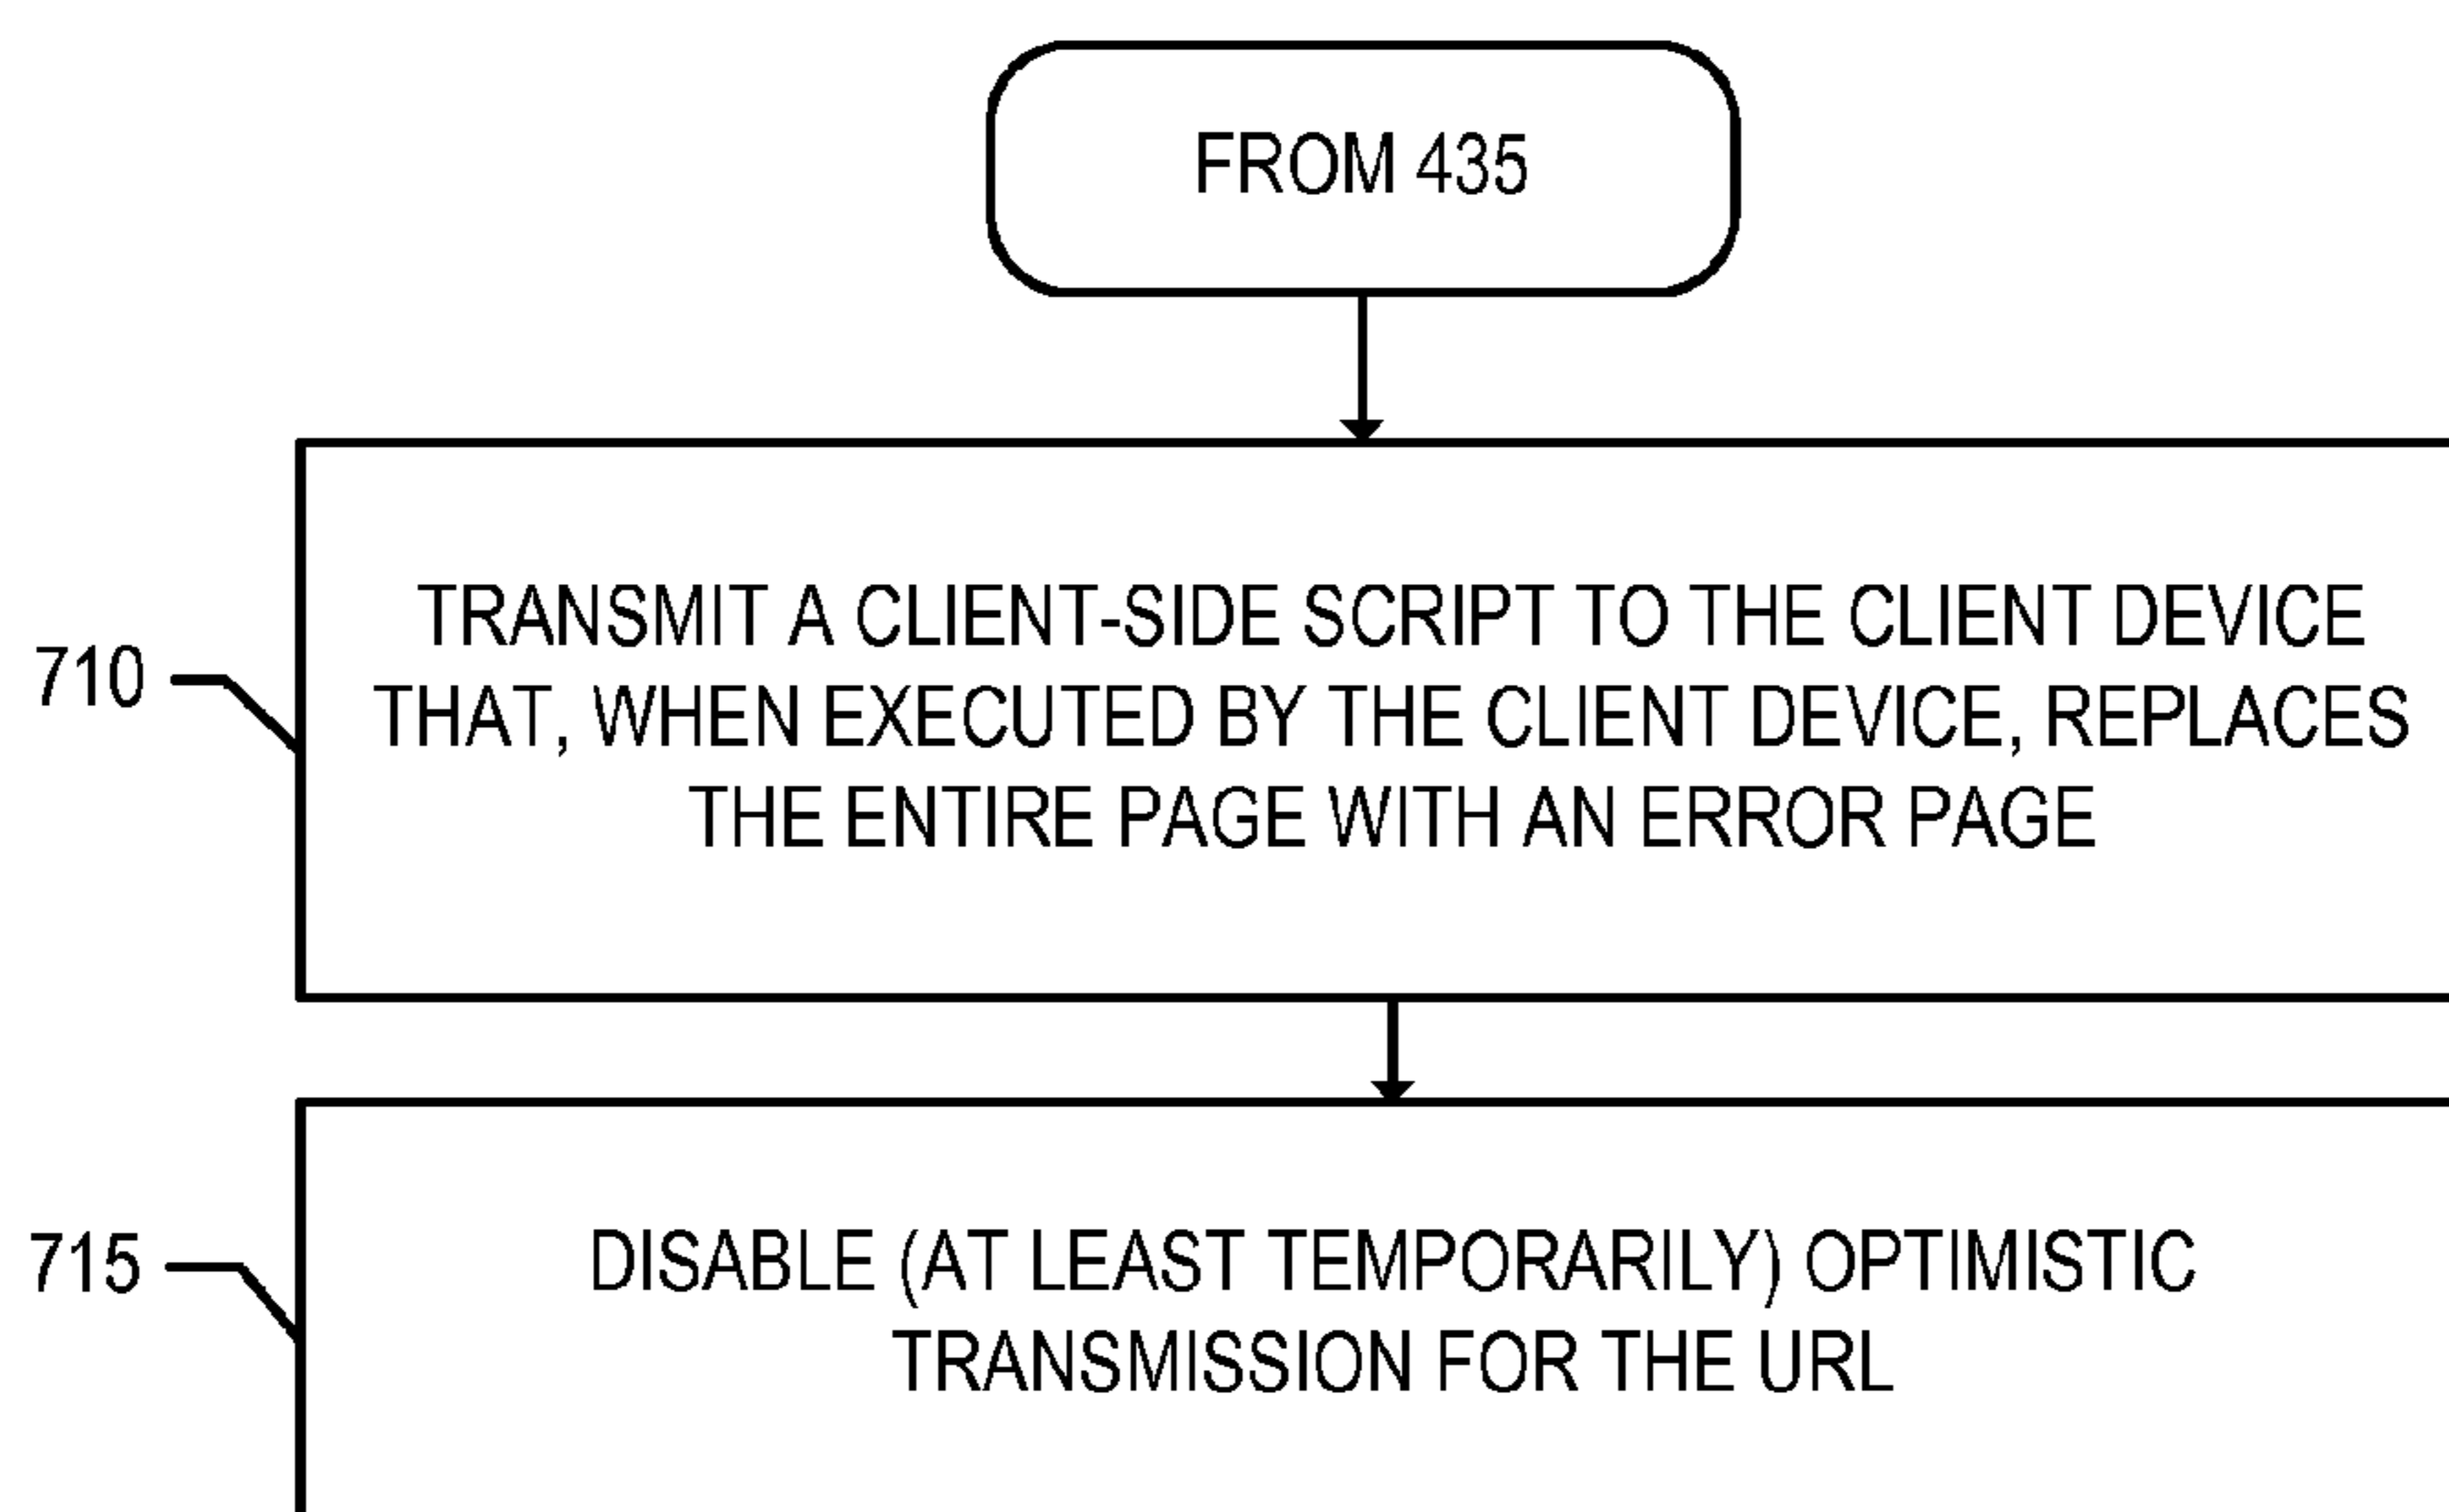 FROM 435
710
TRANSMIT A CLIENT-SIDE SCRIPT TO THE CLIENT DEVICE
THAT, WHEN EXECUTED BY THE CLIENT DEVICE, REPLACES
THE ENTIRE PAGE WITH AN ERROR PAGE
715
DISABLE (AT LEAST TEMPORARILY) OPTIMISTIC
TRANSMISSION FOR THE URL